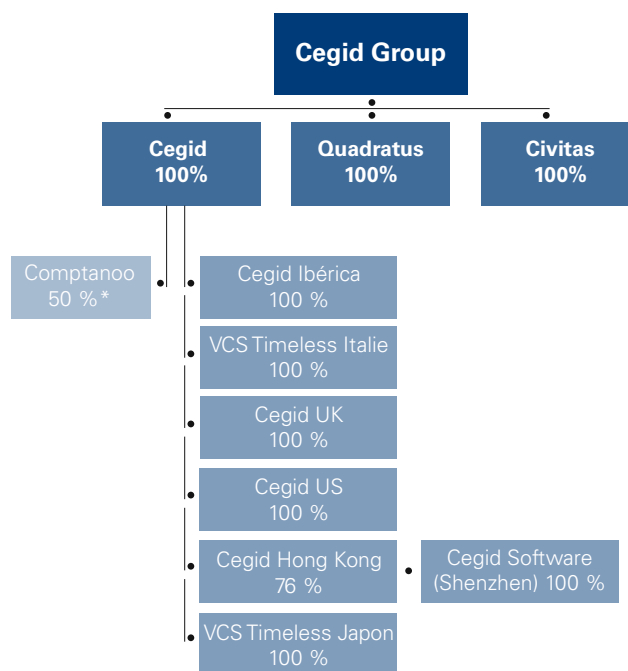 Cegid Group
Cegid
100%
Quadratus
100%
Civitas
100%
Comptanoo
50 %*
Cegid Ibérica
100 %
VCS Timeless Italie
100 %
Cegid UK
100 %
Cegid US
100 %
Cegid Hong Kong
76 %
Cegid Software
(Shenzhen) 100 %
VCS Timeless Japon
100 %